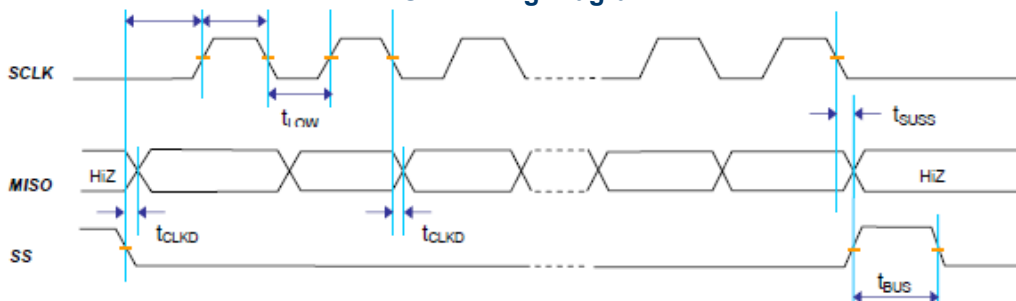 SCLK
tLOW
tSUSS
MISO
HiZ
HiZ
tCLKD
tCLKD
SS
tBUS